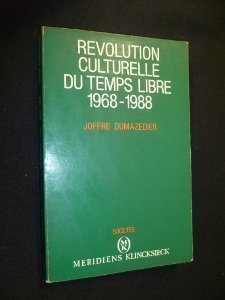 REVOLUTION
CULTURELLE
DU TEMPS LIBRE
1968-1988
JOFFRE DUMAZEDIER
SOCIETES
MERIDIENS KLINCKSIECK